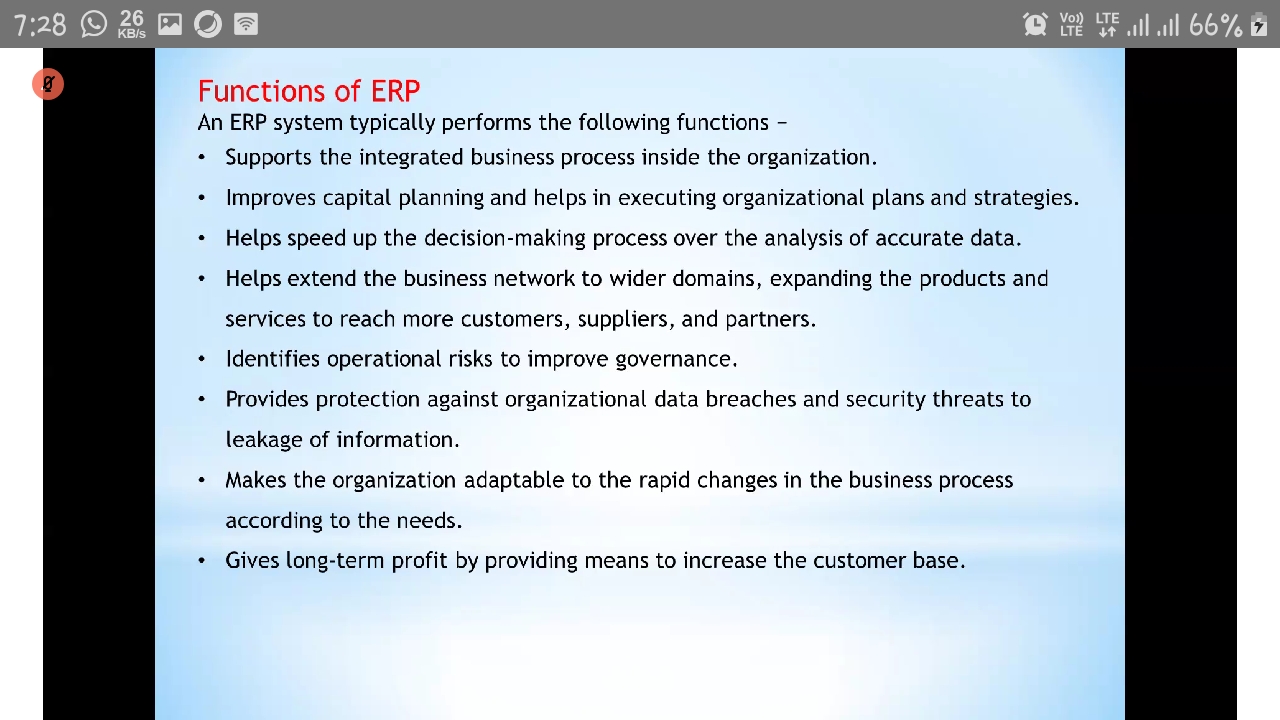 7:28 26 KB/s Vo)) LTE LTE 66%
Functions of ERP
An ERP system typically performs the following functions −
• Supports the integrated business process inside the organization.
• Improves capital planning and helps in executing organizational plans and strategies.
• Helps speed up the decision-making process over the analysis of accurate data.
• Helps extend the business network to wider domains, expanding the products and
services to reach more customers, suppliers, and partners.
• Identifies operational risks to improve governance.
• Provides protection against organizational data breaches and security threats to
leakage of information.
• Makes the organization adaptable to the rapid changes in the business process
according to the needs.
• Gives long-term profit by providing means to increase the customer base.